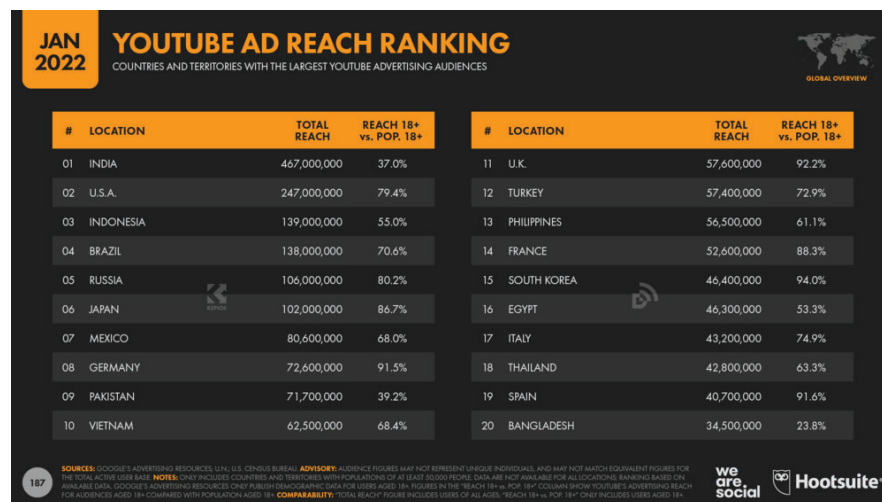 JAN
2022
YOUTUBE AD REACH RANKING
COUNTRIES AND TERRITORIES WITH THE LARGEST YOUTUBE ADVERTISING AUDIENCES
GLOBAL OVERVIEW
# LOCATION TOTAL REACH REACH 18+ vs. POP. 18+
01 INDIA 467,000,000 37.0%
02 U.S.A. 247,000,000 79.4%
03 INDONESIA 139,000,000 55.0%
04 BRAZIL 138,000,000 70.6%
05 RUSSIA 106,000,000 80.2%
06 JAPAN 102,000,000 86.7%
07 MEXICO 80,600,000 68.0%
08 GERMANY 72,600,000 91.5%
09 PAKISTAN 71,700,000 39.2%
10 VIETNAM 62,500,000 68.4%
# LOCATION TOTAL REACH REACH 18+ vs. POP. 18+
11 U.K. 57,600,000 92.2%
12 TURKEY 57,400,000 72.9%
13 PHILIPPINES 56,500,000 61.1%
14 FRANCE 52,600,000 88.3%
15 SOUTH KOREA 46,400,000 94.0%
16 EGYPT 46,300,000 53.3%
17 ITALY 43,200,000 74.9%
18 THAILAND 42,800,000 63.3%
19 SPAIN 40,700,000 91.6%
20 BANGLADESH 34,500,000 23.8%
KEPIOS
187
SOURCES: GOOGLE'S ADVERTISING RESOURCES; U.N.; U.S. CENSUS BUREAU. ADVISORY: AUDIENCE FIGURES MAY NOT REPRESENT UNIQUE INDIVIDUALS, AND MAY NOT MATCH EQUIVALENT FIGURES FOR
THE TOTAL ACTIVE USER BASE. NOTES: ONLY INCLUDES COUNTRIES AND TERRITORIES WITH POPULATIONS OF AT LEAST 50,000 PEOPLE. DATA ARE NOT AVAILABLE FOR ALL LOCATIONS; RANKING BASED ON
AVAILABLE DATA. GOOGLE'S ADVERTISING RESOURCES ONLY PUBLISH DEMOGRAPHIC DATA FOR USERS AGED 18+. FIGURES IN THE "REACH 18+ vs. POP. 18+" COLUMN SHOW YOUTUBE'S ADVERTISING REACH
FOR AUDIENCES AGED 18+ COMPARED WITH POPULATION AGED 18+. COMPARABILITY: "TOTAL REACH" FIGURE INCLUDES USERS OF ALL AGES; "REACH 18+ vs. POP. 18+" ONLY INCLUDES USERS AGED 18+.
we
are.
social
Hootsuite